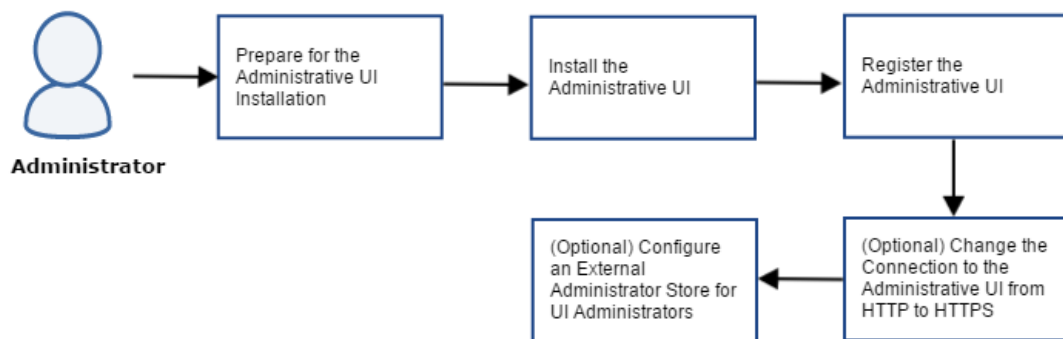 Administrator
Prepare for the
Administrative UI
Installation
Install the
Administrative UI
Register the
Administrative UI
(Optional) Change the
Connection to the
Administrative UI from
HTTP to HTTPS
(Optional) Configure
an External
Administrator Store for
UI Administrators